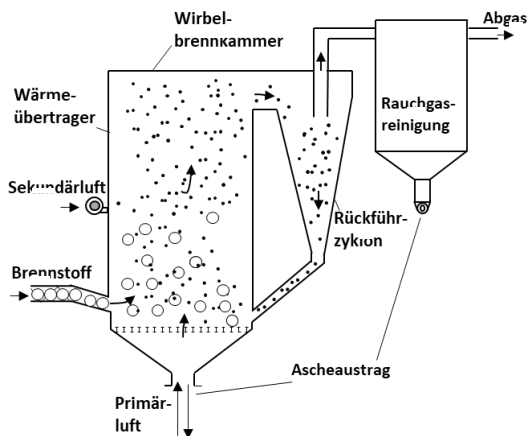 Wirbel-
brennkammer
Abgas
Wärme-
übertrager
Rauchgas-
reinigung
Sekundärluft
Rückführ-
zyklon
Brennstoff
Ascheaustrag
Primär-
luft